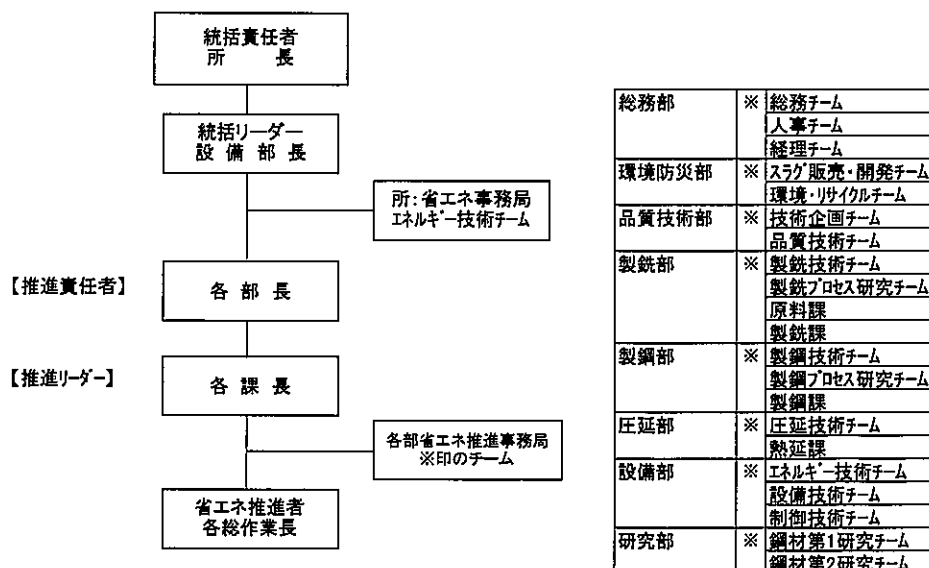 統括責任者
所　　長
統括リーダー
設 備 部 長
所：省エネ事務局
エネルギー技術チーム
【推進責任者】
各 部 長
【推進リーダー】
各 課 長
各部省エネ推進事務局
※印のチーム
省エネ推進者
各総作業長
総務部 ※ 総務チーム
人事チーム
経理チーム
環境防災部 ※ スラグ販売・開発チーム
環境・リサイクルチーム
品質技術部 ※ 技術企画チーム
品質技術チーム
製銑部 ※ 製銑技術チーム
製銑プロセス研究チーム
原料課
製銑課
製鋼部 ※ 製鋼技術チーム
製鋼プロセス研究チーム
製鋼課
圧延部 ※ 圧延技術チーム
熱延課
設備部 ※ エネルギー技術チーム
設備技術チーム
制御技術チーム
研究部 ※ 鋼材第1研究チーム
鋼材第2研究チーム